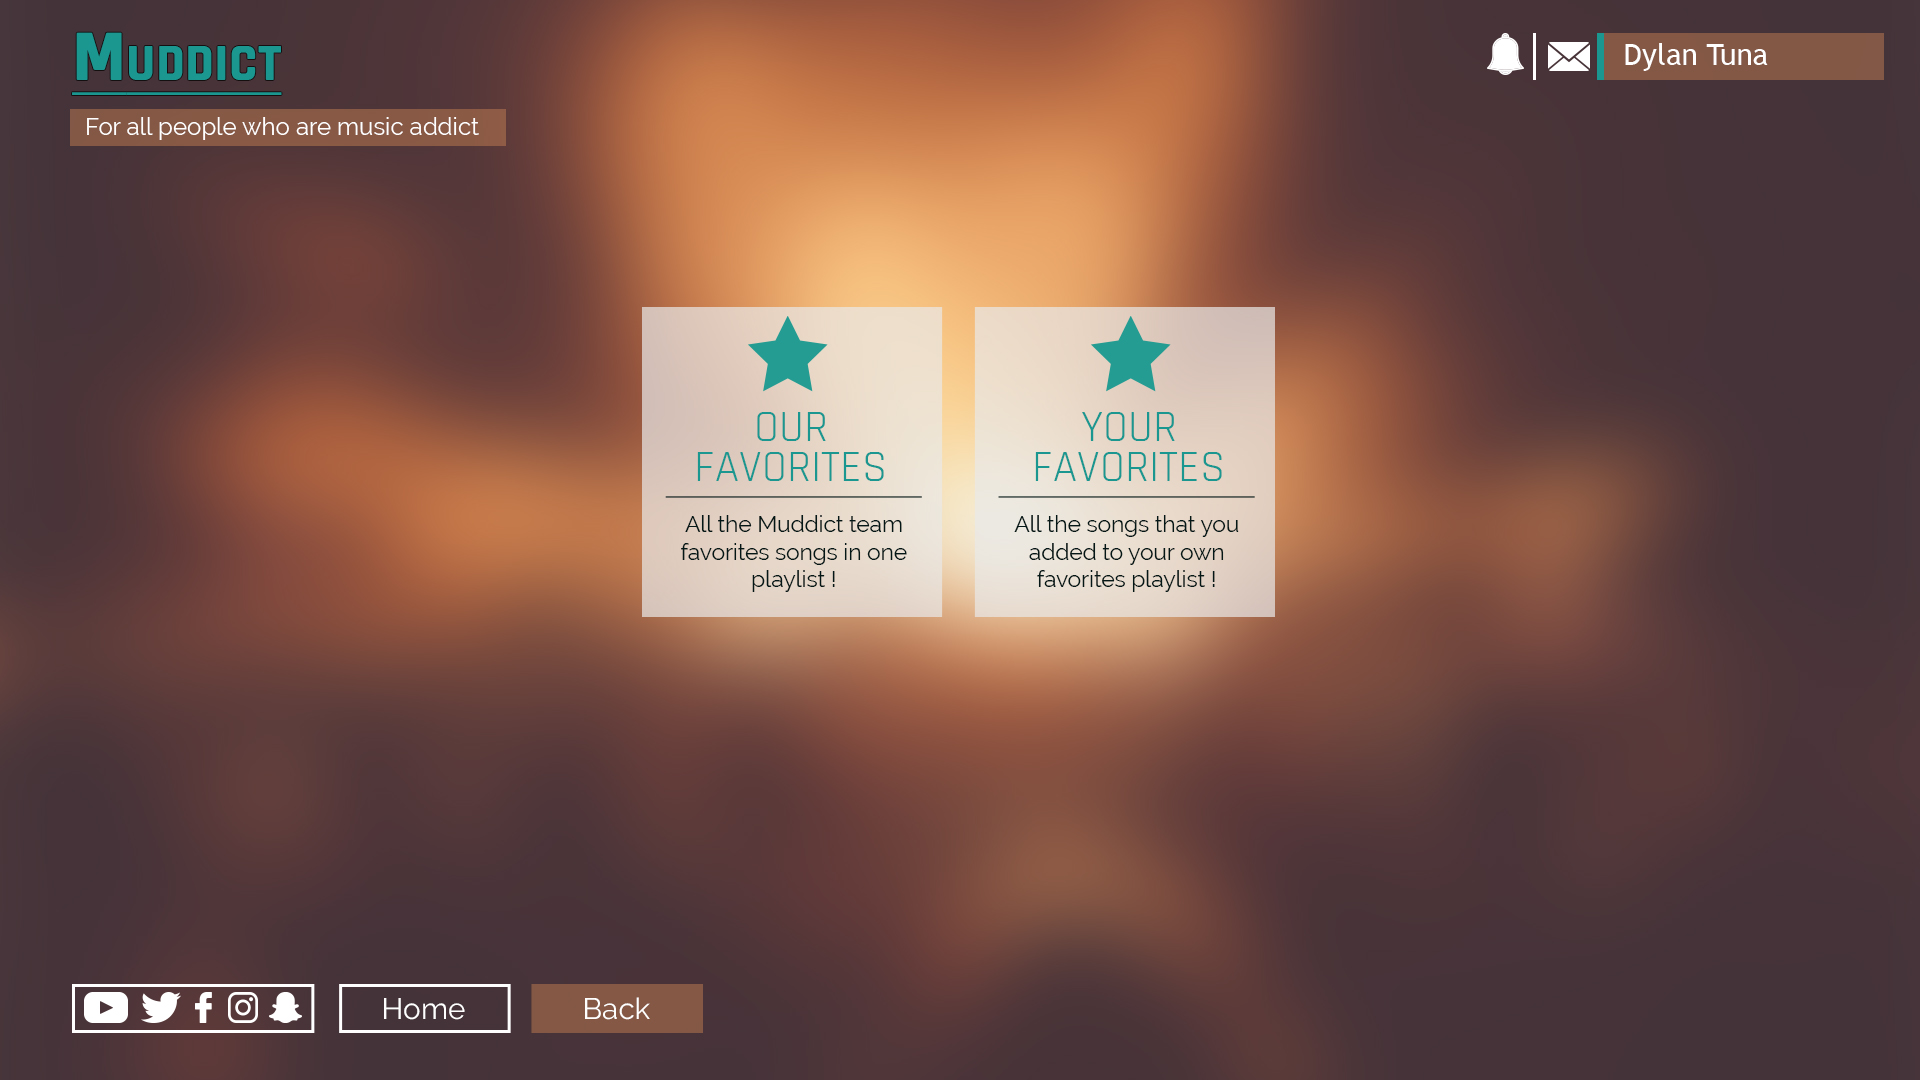 Muddict
For all people who are music addict
Dylan Tuna
OUR
FAVORITES
All the Muddict team
favorites songs in one
playlist !
YOUR
FAVORITES
All the songs that you
added to your own
favorites playlist !
Home
Back